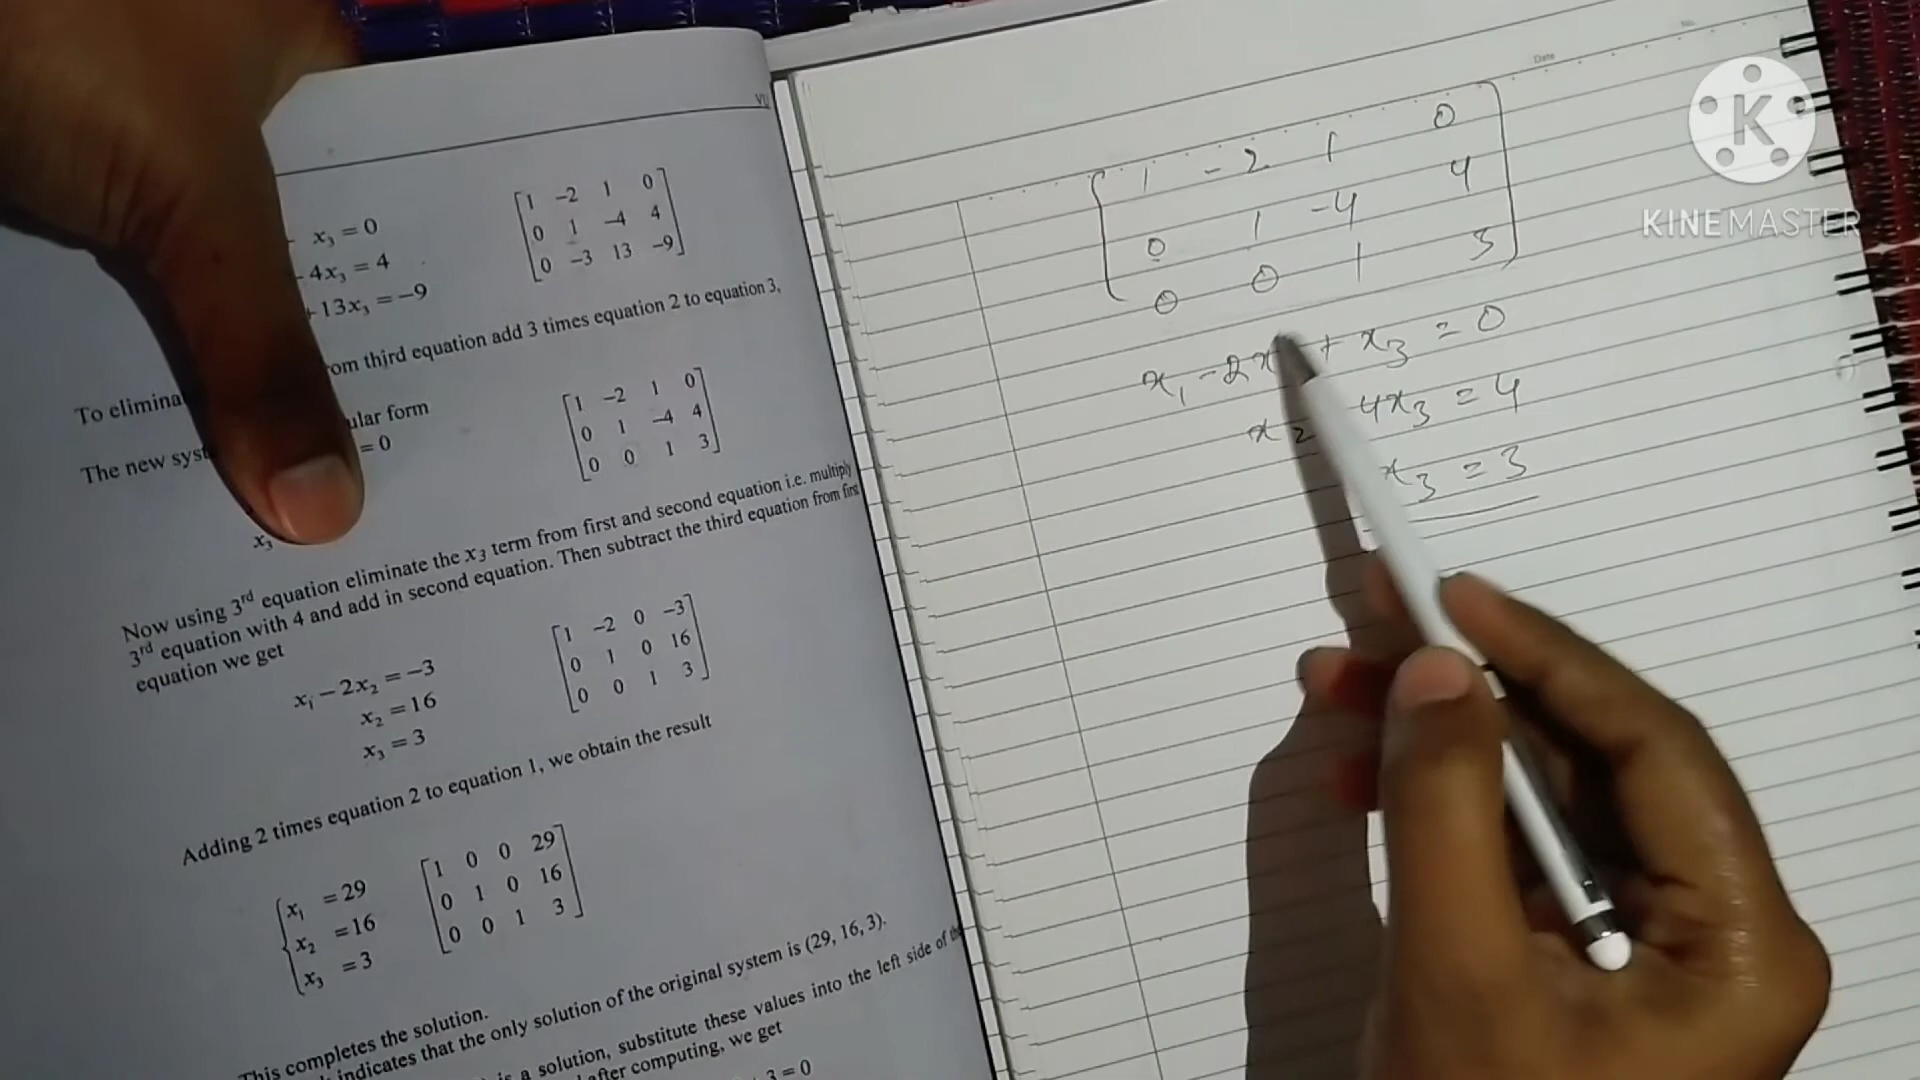 VU
x₃ = 0
4x₃ = 4
+13x₃ = −9
1 −2 1 0
0 1 −4 4
0 −3 13 −9
To elimina om third equation add 3 times equation 2 to equation 3,
The new syst ular form
= 0
x₃
1 −2 1 0
0 1 −4 4
0 0 1 3
Now using 3rd equation eliminate the x₃ term from first and second equation i.e. multiply
3rd equation with 4 and add in second equation. Then subtract the third equation from first
equation we get
x₁ − 2x₂ = −3
x₂ = 16
x₃ = 3
1 −2 0 −3
0 1 0 16
0 0 1 3
Adding 2 times equation 2 to equation 1, we obtain the result
x₁ = 29
x₂ = 16
x₃ = 3
1 0 0 29
0 1 0 16
0 0 1 3
This completes the solution.
indicates that the only solution of the original system is (29, 16, 3).
is a solution, substitute these values into the left side of the
after computing, we get
3 = 0
No.
Date
1 -2 1 0
0 1 -4 4
0 0 1 3
x₁ - 2x + x₃ = 0
x₂ 4x₃ = 4
x₃ = 3
K
KINEMASTER